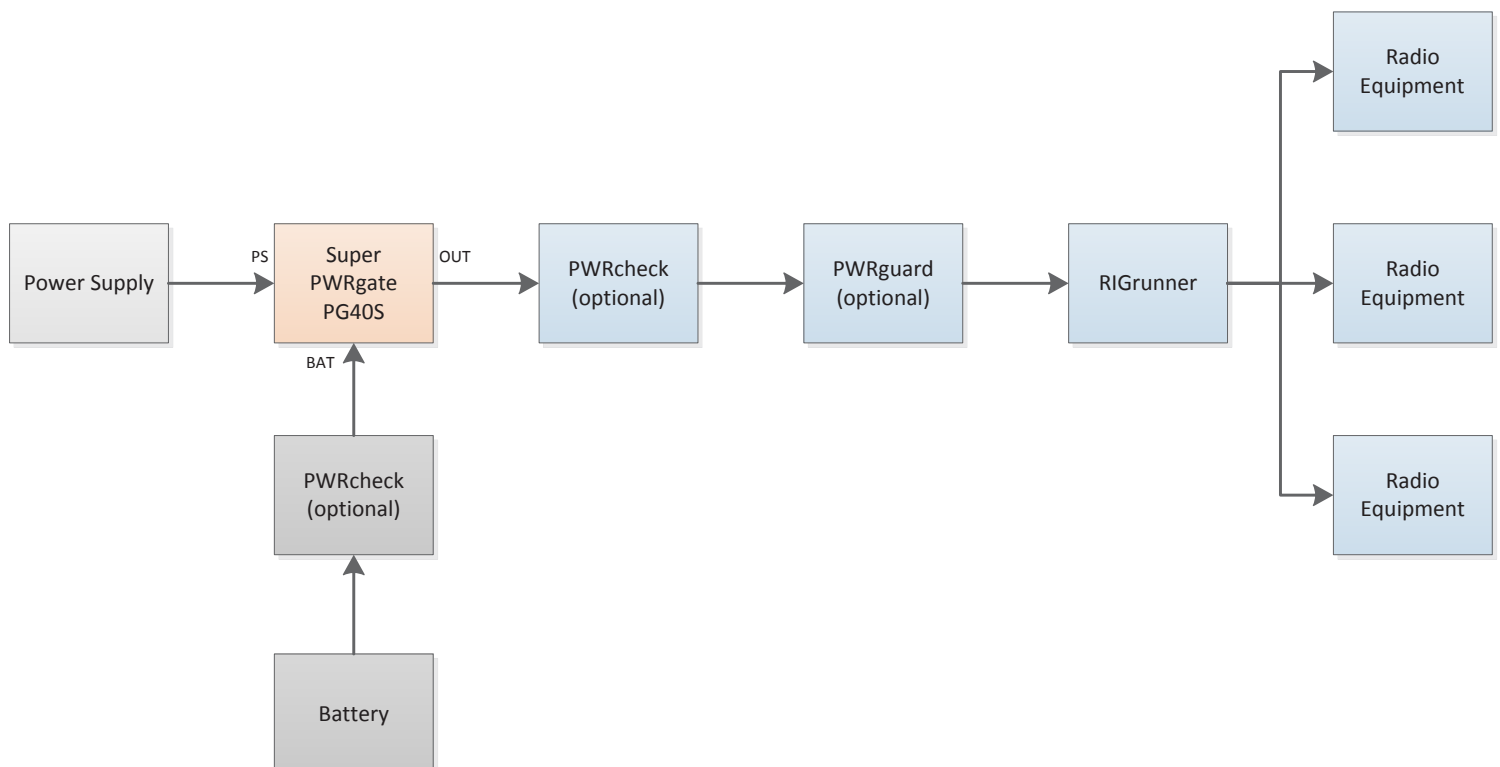 Radio
Equipment
Power Supply
PS
Super
PWRgate
PG40S
OUT
BAT
PWRcheck
(optional)
PWRguard
(optional)
RIGrunner
Radio
Equipment
PWRcheck
(optional)
Radio
Equipment
Battery